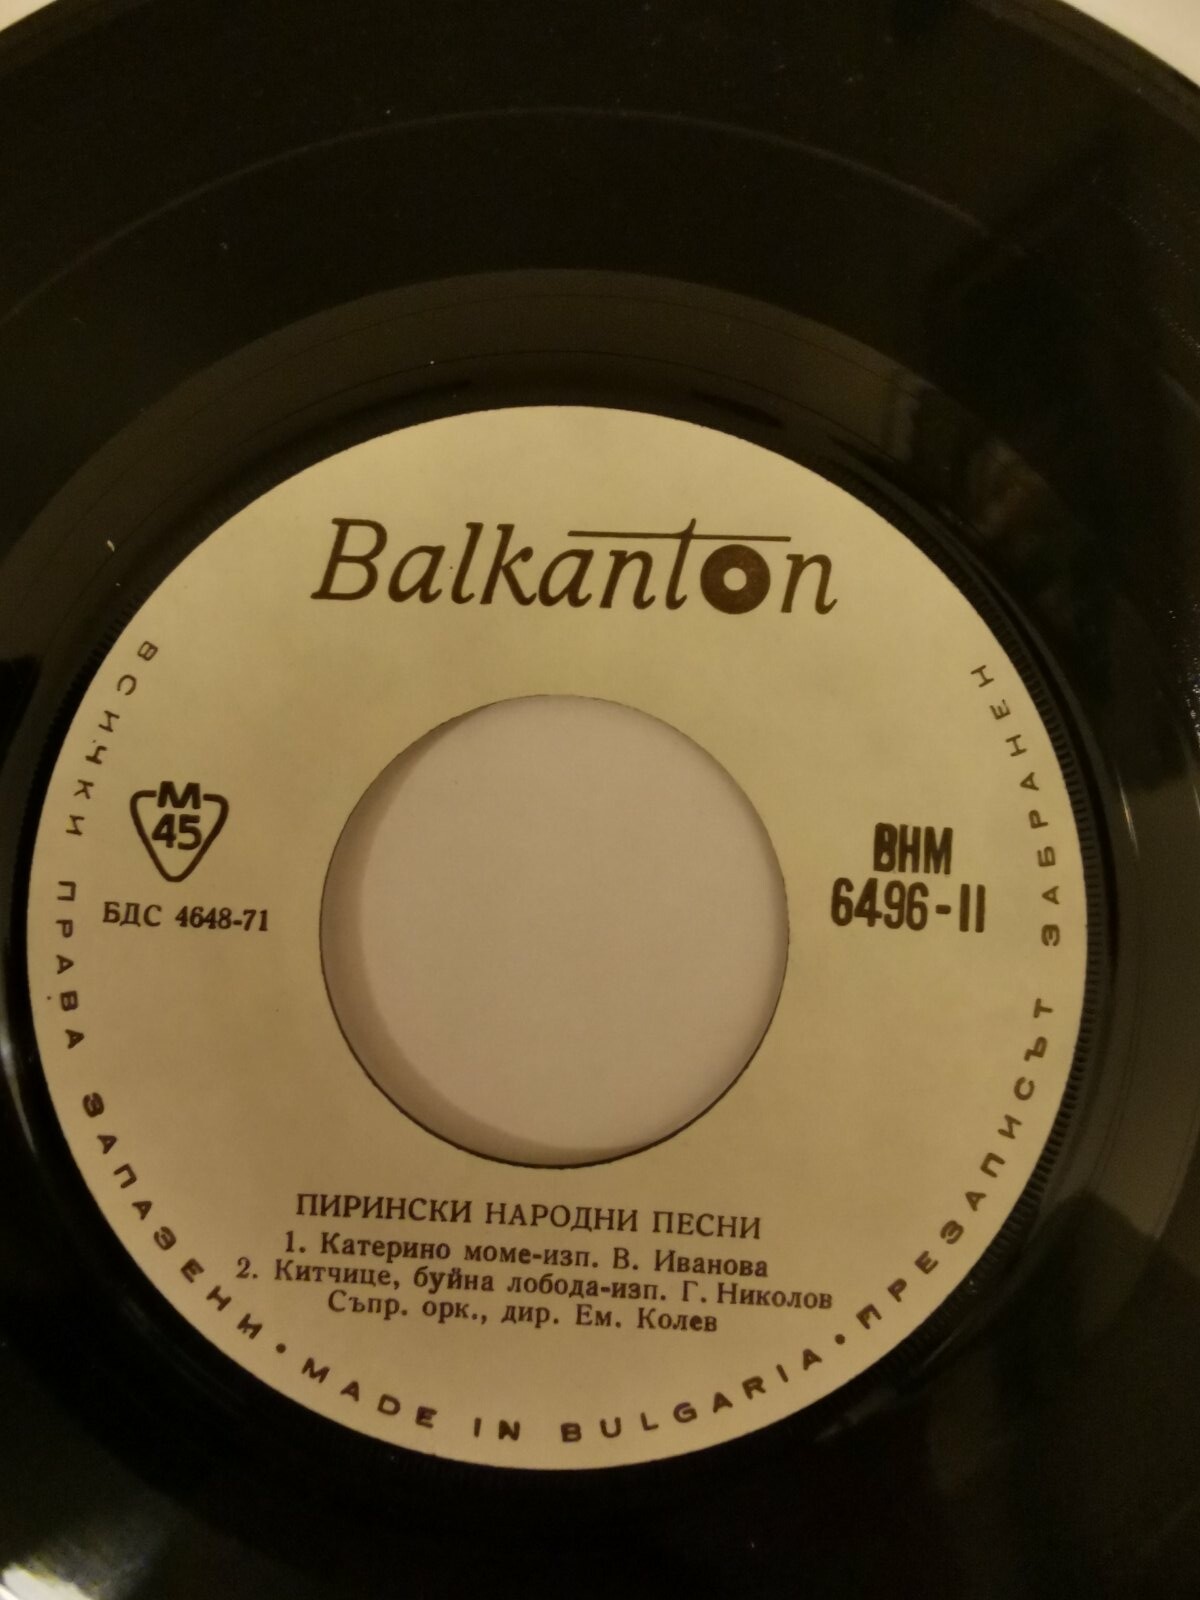 Balkanton
M
45
БДС 4648-71
ВНМ
6496-II
ПИРИНСКИ НАРОДНИ ПЕСНИ
1. Катерино моме-изп. В. Иванова
2. Китчице, буйна лобода-изп. Г. Николов
Съпр. орк., дир. Ем. Колев
ВСИЧКИ ПРАВА ЗАПАЗЕНИ • MADE IN BULGARIA • ПРЕЗАПИСЪТ ЗАБРАНЕН